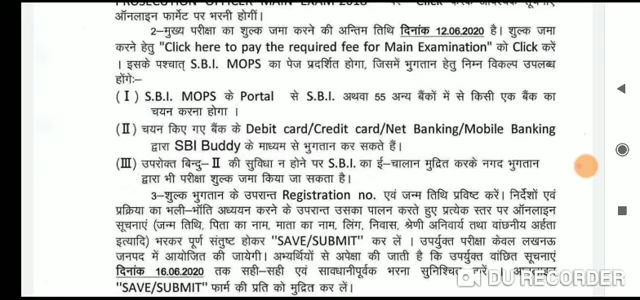 PROSECUTION OFFICER MAIN EXAM-2018
ऑनलाइन फार्मेट पर भरनी होगीं।
2-मुख्य परीक्षा का शुल्क जमा करने की अन्तिम तिथि दिनांक 12.06.2020 है। शुल्क जमा
करने हेतु "Click here to pay the required fee for Main Examination" को Click करें
। इसके पश्चात् S.B.I. MOPS का पेज प्रदर्शित होगा, जिसमें भुगतान हेतु निम्न विकल्प उपलब्ध
होंगे:-
(I) S.B.I. MOPS के Portal से S.B.I. अथवा 55 अन्य बैंकों में से किसी एक बैंक का
चयन करना होगा ।
(II) चयन किए गए बैंक के Debit card/Credit card/Net Banking/Mobile Banking
द्वारा SBI Buddy के माध्यम से भुगतान कर सकते हैं।
(III) उपरोक्त बिन्दु-II की सुविधा न होने पर S.B.I. का ई-चालान मुद्रित करके नगद भुगतान
द्वारा भी परीक्षा शुल्क जमा किया जा सकता है।
3-शुल्क भुगतान के उपरान्त Registration no. एवं जन्म तिथि प्रविष्ट करें। निर्देशों एवं
प्रक्रिया का भली-भाँति अध्ययन करने के उपरान्त उसका पालन करते हुए प्रत्येक स्तर पर ऑनलाइन
सूचनाएं (जन्म तिथि, पिता का नाम, माता का नाम, लिंग, निवास, श्रेणी अनिवार्य तथा वांछनीय अर्हता
इत्यादि) भरकर पूर्ण संतुष्ट होकर "SAVE/SUBMIT" कर लें । उपर्युक्त परीक्षा केवल लखनऊ
जनपद में आयोजित की जायेगी। अभ्यर्थियों से अपेक्षा की जाती है कि उपर्युक्त वांछित सूचनाएं
दिनांक 16.06.2020 तक सही-सही एवं सावधानीपूर्वक भरना सुनिश्चित करें ।
"SAVE/SUBMIT" फार्म की प्रति को मुद्रित कर लें।
DU RECORDER